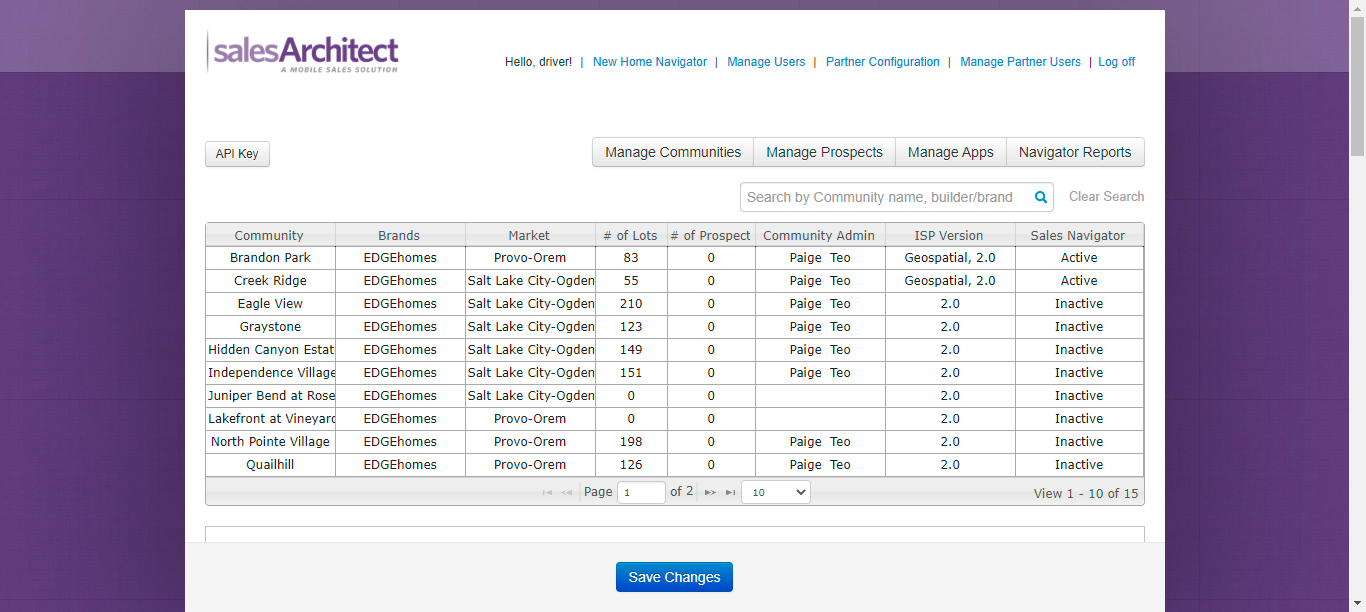 salesArchitect
A MOBILE SALES SOLUTION
Hello, driver! | New Home Navigator | Manage Users | Partner Configuration | Manage Partner Users | Log off
API Key
Manage Communities Manage Prospects Manage Apps Navigator Reports
Search by Community name, builder/brand Clear Search
Community Brands Market # of Lots # of Prospect Community Admin ISP Version Sales Navigator
Brandon Park EDGEhomes Provo-Orem 83 0 Paige Teo Geospatial, 2.0 Active
Creek Ridge EDGEhomes Salt Lake City-Ogden 55 0 Paige Teo Geospatial, 2.0 Active
Eagle View EDGEhomes Salt Lake City-Ogden 210 0 Paige Teo 2.0 Inactive
Graystone EDGEhomes Salt Lake City-Ogden 123 0 Paige Teo 2.0 Inactive
Hidden Canyon Estat EDGEhomes Salt Lake City-Ogden 149 0 Paige Teo 2.0 Inactive
Independence Village EDGEhomes Salt Lake City-Ogden 151 0 Paige Teo 2.0 Inactive
Juniper Bend at Rose EDGEhomes Salt Lake City-Ogden 0 0 2.0 Inactive
Lakefront at Vineyard EDGEhomes Provo-Orem 0 0 2.0 Inactive
North Pointe Village EDGEhomes Provo-Orem 198 0 Paige Teo 2.0 Inactive
Quailhill EDGEhomes Provo-Orem 126 0 Paige Teo 2.0 Inactive
Page 1 of 2 10 View 1 - 10 of 15
Save Changes